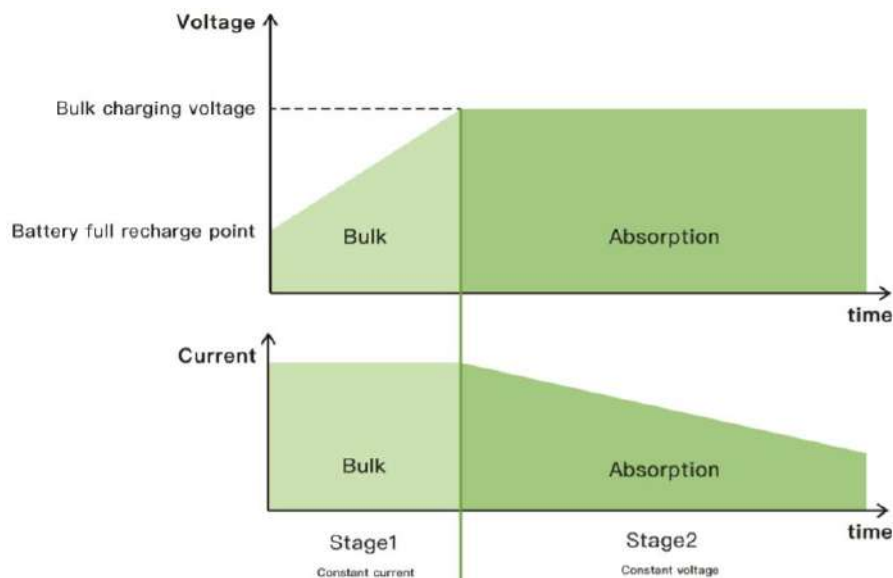 Voltage
Bulk charging voltage
Battery full recharge point
Bulk
Absorption
time
Current
Bulk
Absorption
time
Stage1
Stage2
Constant current
Constant voltage